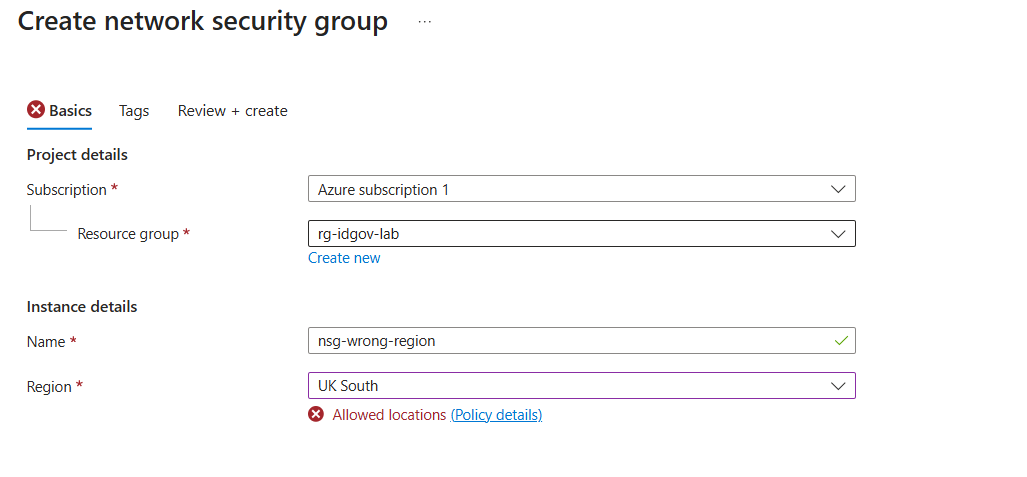 Create network security group ...
Basics Tags Review + create
Project details
Subscription * Azure subscription 1
Resource group * rg-idgov-lab
Create new
Instance details
Name * nsg-wrong-region
Region * UK South
Allowed locations (Policy details)